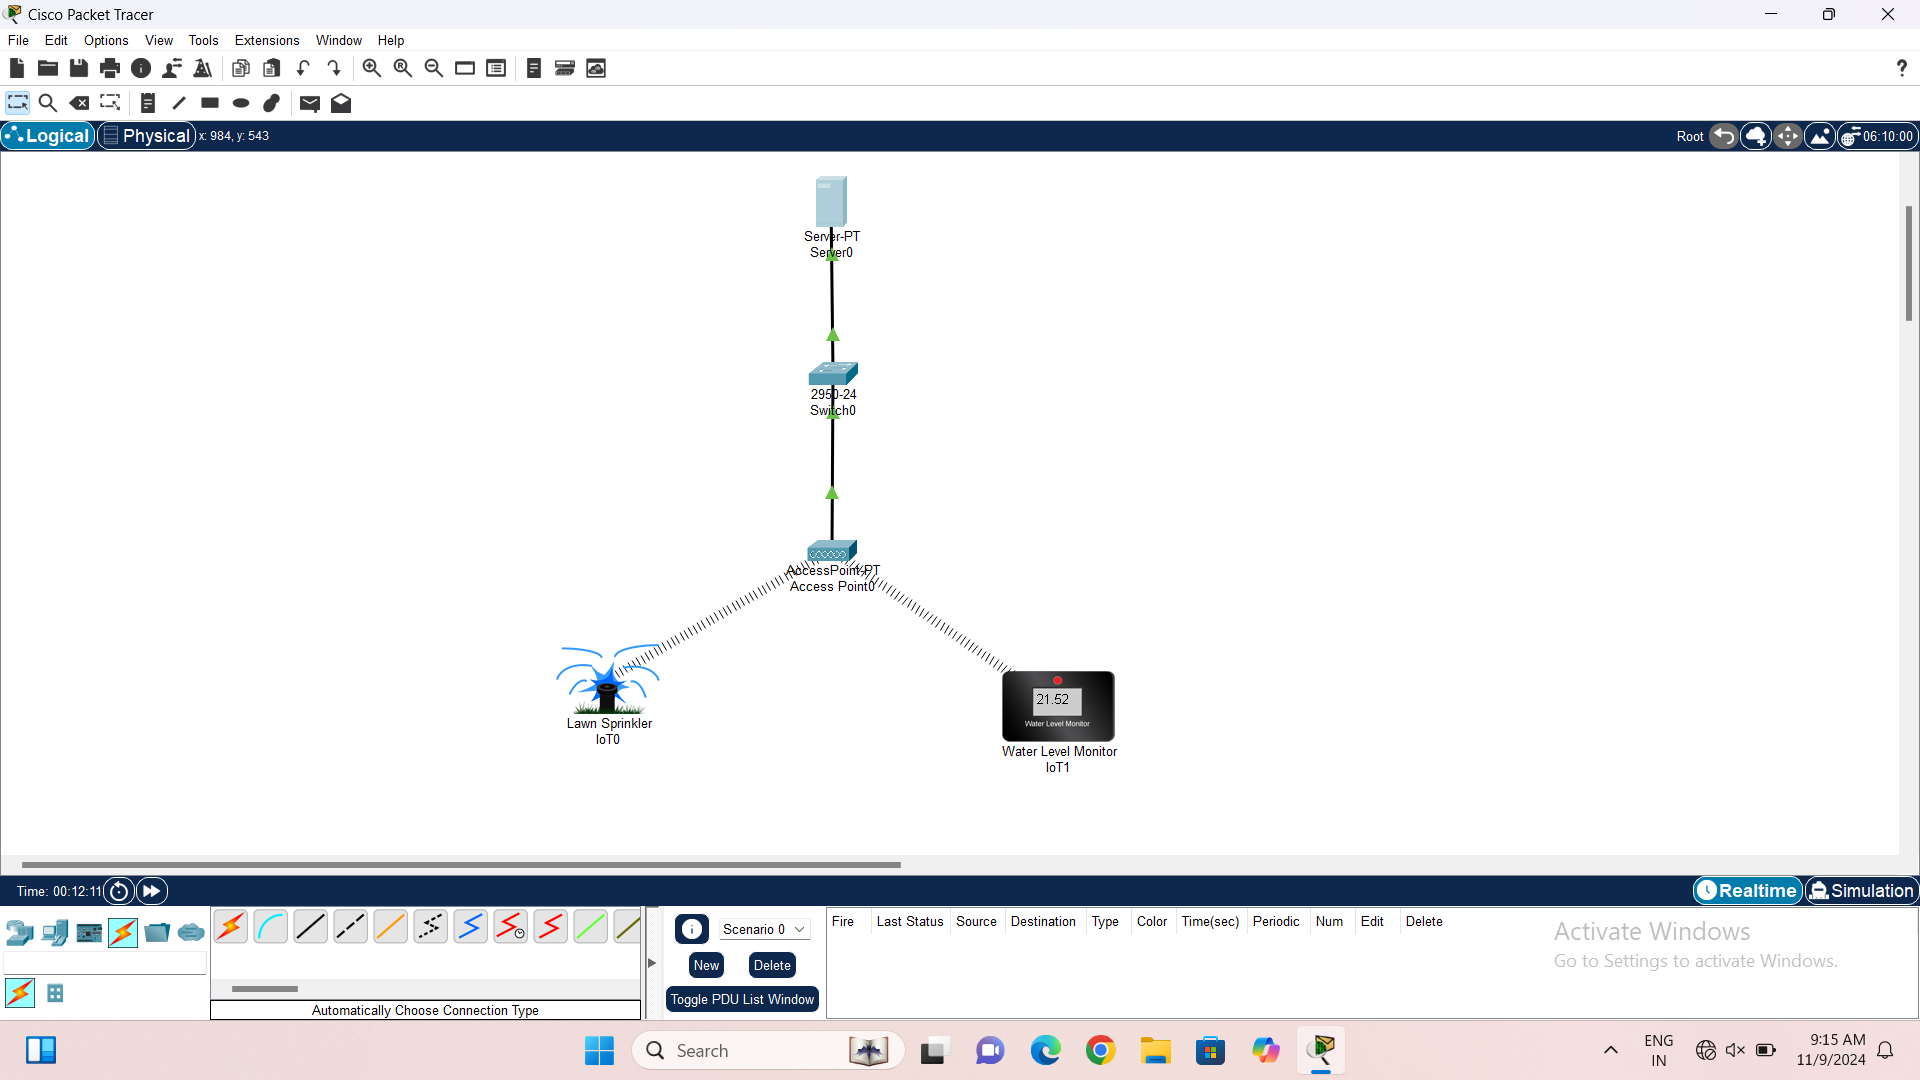 Cisco Packet Tracer
File Edit Options View Tools Extensions Window Help
?
Logical Physical x: 984, y: 543 Root 06:10:00
Server-PT
Server0
2950-24
Switch0
AccessPoint-PT
Access Point0
Lawn Sprinkler
IoT0
21.52
Water Level Monitor
Water Level Monitor
IoT1
Time: 00:12:11 Realtime Simulation
Scenario 0
New Delete
Toggle PDU List Window
Fire Last Status Source Destination Type Color Time(sec) Periodic Num Edit Delete
Automatically Choose Connection Type
Activate Windows
Go to Settings to activate Windows.
Search
ENG
IN
9:15 AM
11/9/2024